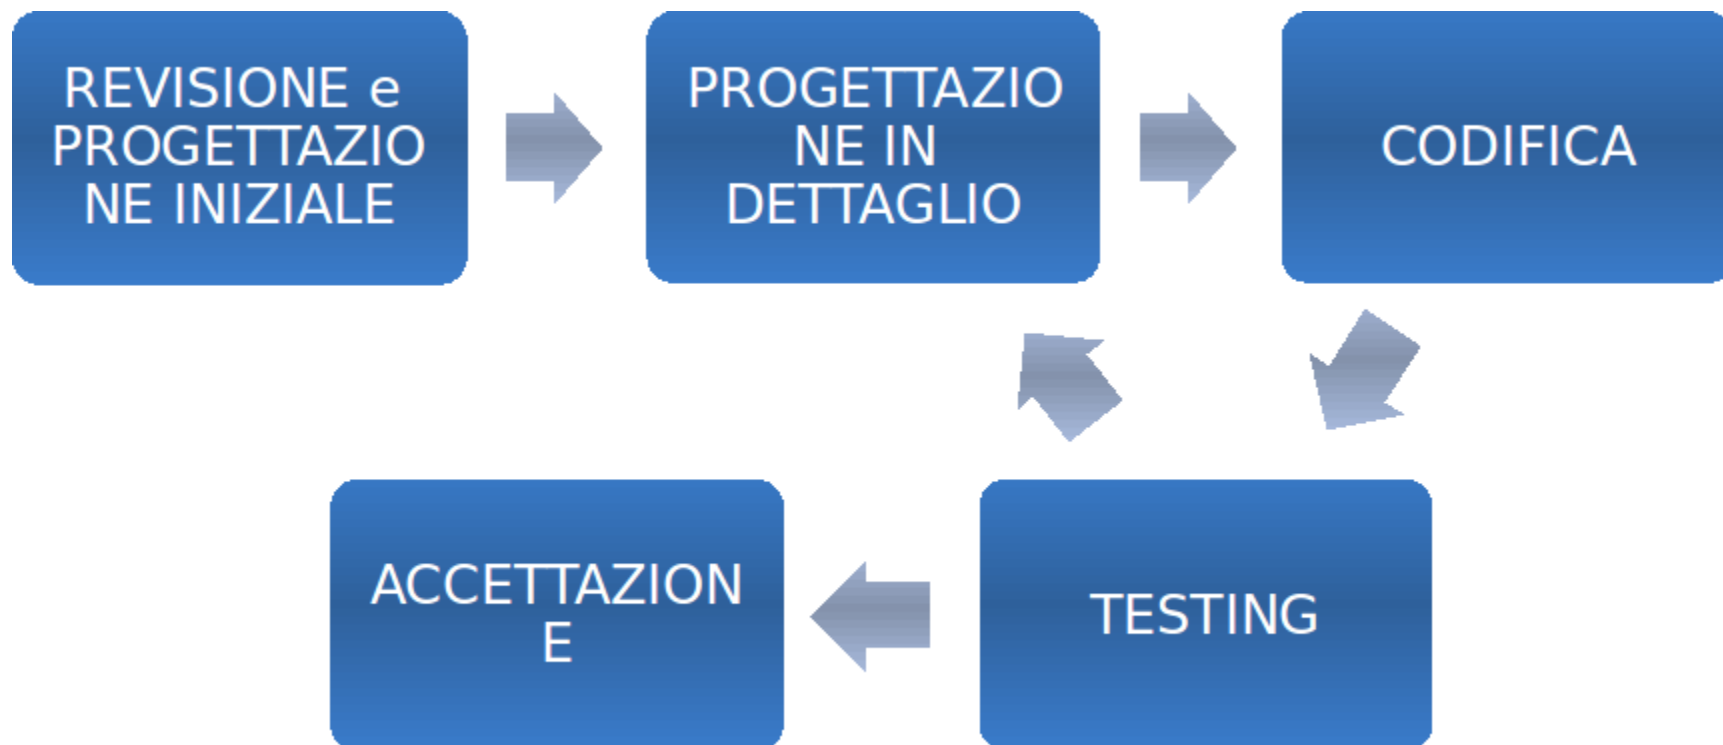 REVISIONE e
PROGETTAZIO
NE INIZIALE
PROGETTAZIO
NE IN
DETTAGLIO
CODIFICA
ACCETTAZION
E
TESTING